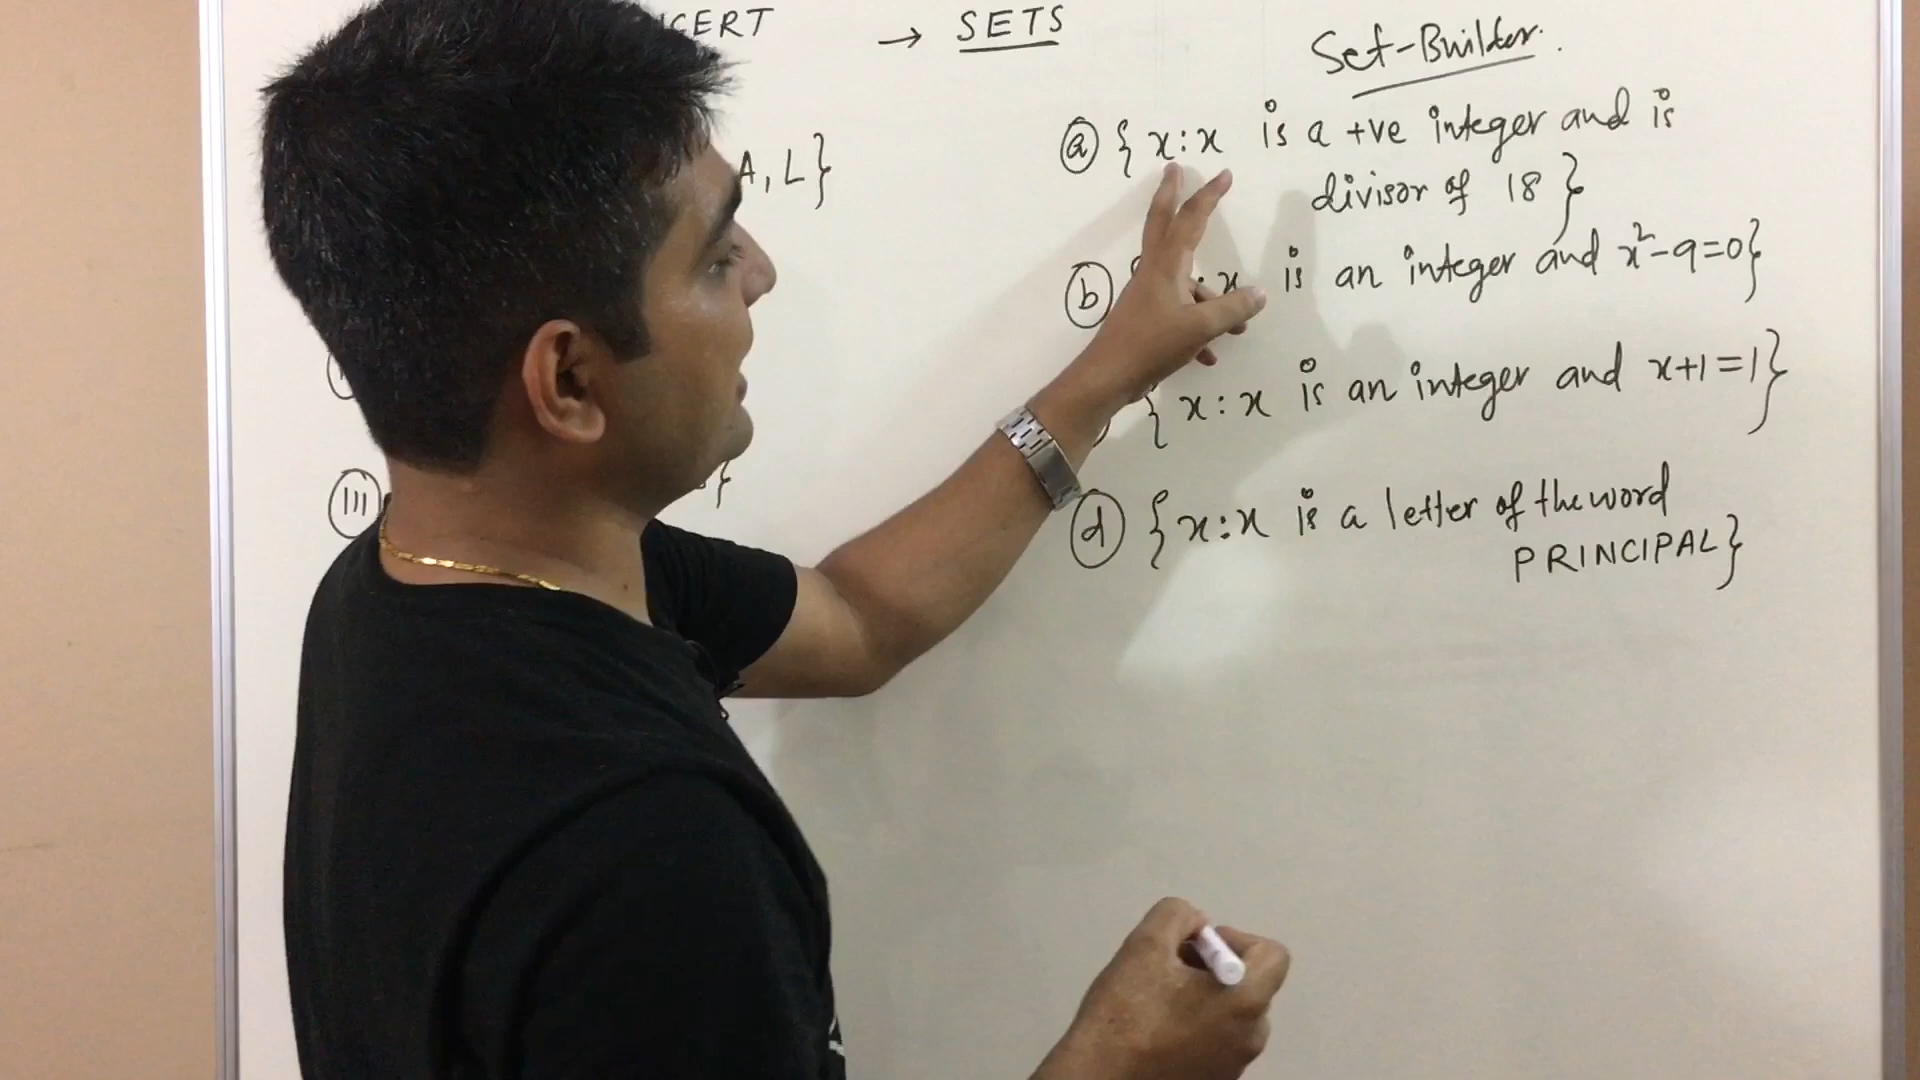 → SETS
Set-Builder.
A, L}
(a) {x:x is a +ve integer and is
divisor of 18}
(b) : x is an integer and x²-9=0}
{x:x is an integer and x+1=1}
(iii)
(d) {x:x is a letter of the word
PRINCIPAL}